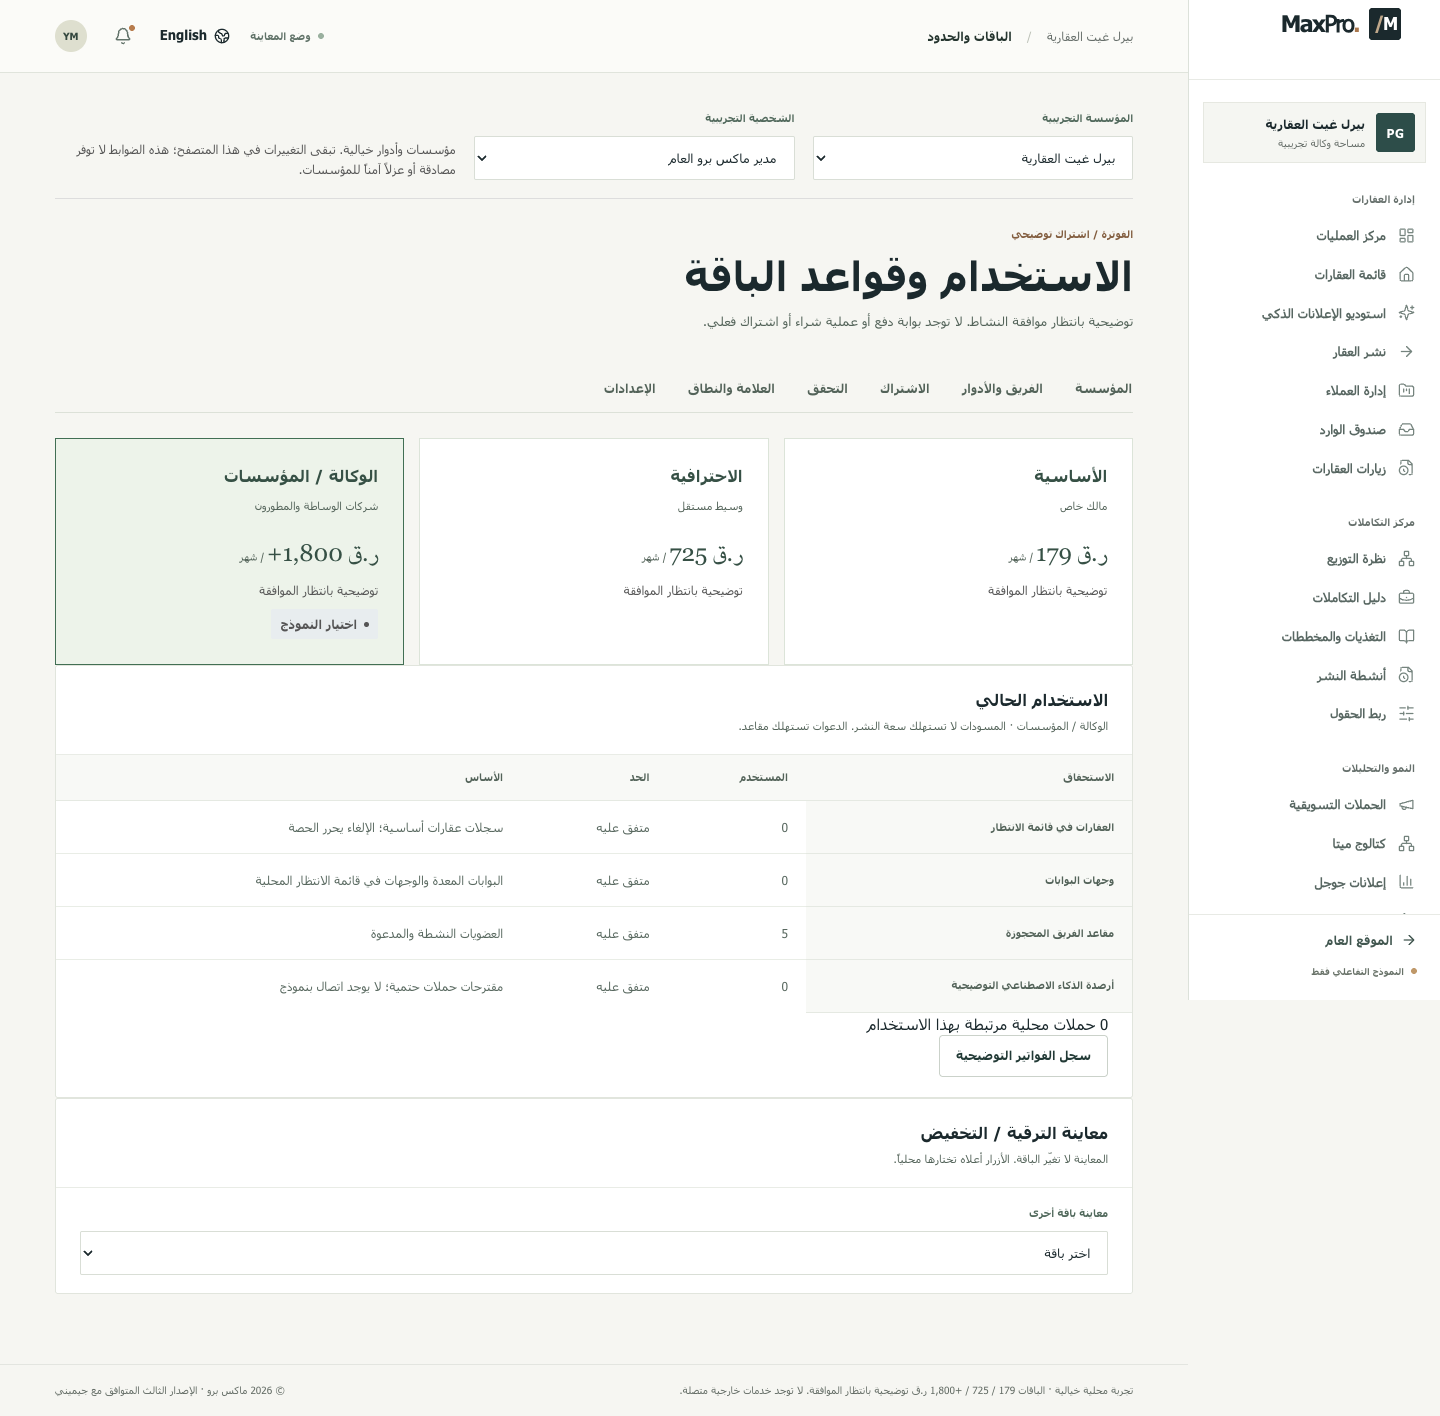 MaxPro.
/M
بيرل غيت العقارية / الباقات والحدود
وضع المعاينة
English
YM
PG
بيرل غيت العقارية
مساحة وكالة تجريبية
إدارة العقارات
مركز العمليات
قائمة العقارات
استوديو الإعلانات الذكي
نشر العقار
إدارة العملاء
صندوق الوارد
زيارات العقارات
مركز التكاملات
نظرة التوزيع
دليل التكاملات
التغذيات والمخططات
أنشطة النشر
ربط الحقول
النمو والتحليلات
الحملات التسويقية
كتالوج ميتا
إعلانات جوجل
الموقع العام
النموذج التفاعلي فقط
المؤسسة التجريبية
بيرل غيت العقارية
الشخصية التجريبية
مدير ماكس برو العام
مؤسسات وأدوار خيالية. تبقى التغييرات في هذا المتصفح؛ هذه الضوابط لا توفر
مصادقة أو عزلاً آمناً للمؤسسات.
الفوترة / اشتراك توضيحي
الاستخدام وقواعد الباقة
توضيحية بانتظار موافقة النشاط. لا توجد بوابة دفع أو عملية شراء أو اشتراك فعلي.
المؤسسة
الفريق والأدوار
الاشتراك
التحقق
العلامة والنطاق
الإعدادات
الأساسية
مالك خاص
ر.ق 179 / شهر
توضيحية بانتظار الموافقة
الاحترافية
وسيط مستقل
ر.ق 725 / شهر
توضيحية بانتظار الموافقة
الوكالة / المؤسسات
شركات الوساطة والمطورون
ر.ق 1,800+ / شهر
توضيحية بانتظار الموافقة
اختيار النموذج
الاستخدام الحالي
الوكالة / المؤسسات · المسودات لا تستهلك سعة النشر. الدعوات تستهلك مقاعد.
الاستحقاق المستخدم الحد الأساس
العقارات في قائمة الانتظار 0 متفق عليه سجلات عقارات أساسية؛ الإلغاء يحرر الحصة
وجهات البوابات 0 متفق عليه البوابات المعدة والوجهات في قائمة الانتظار المحلية
مقاعد الفريق المحجوزة 5 متفق عليه العضويات النشطة والمدعوة
أرصدة الذكاء الاصطناعي التوضيحية 0 متفق عليه مقترحات حملات حتمية؛ لا يوجد اتصال بنموذج
0 حملات محلية مرتبطة بهذا الاستخدام
سجل الفواتير التوضيحية
معاينة الترقية / التخفيض
المعاينة لا تغيّر الباقة. الأزرار أعلاه تختارها محلياً.
معاينة باقة أخرى
اختر باقة
تجربة محلية خيالية · الباقات 179 / 725 / +1,800 ر.ق توضيحية بانتظار الموافقة. لا توجد خدمات خارجية متصلة.
© 2026 ماكس برو · الإصدار الثالث المتوافق مع جيميني